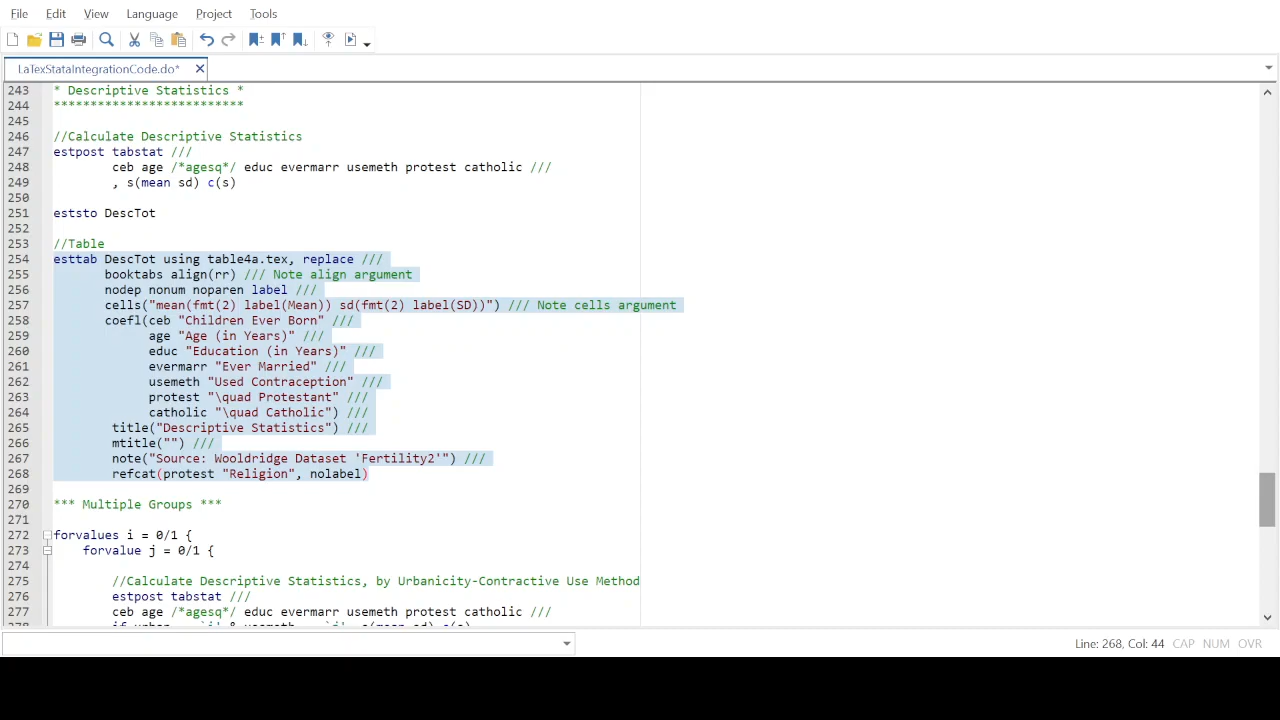 File Edit View Language Project Tools
LaTexStataIntegrationCode.do*
243 * Descriptive Statistics *
244 **************************
245
246 //Calculate Descriptive Statistics
247 estpost tabstat ///
248 ceb age /*agesq*/ educ evermarr usemeth protest catholic ///
249 , s(mean sd) c(s)
250
251 eststo DescTot
252
253 //Table
254 esttab DescTot using table4a.tex, replace ///
255 booktabs align(rr) /// Note align argument
256 nodep nonum noparen label ///
257 cells("mean(fmt(2) label(Mean)) sd(fmt(2) label(SD))") /// Note cells argument
258 coefl(ceb "Children Ever Born" ///
259 age "Age (in Years)" ///
260 educ "Education (in Years)" ///
261 evermarr "Ever Married" ///
262 usemeth "Used Contraception" ///
263 protest "\quad Protestant" ///
264 catholic "\quad Catholic") ///
265 title("Descriptive Statistics") ///
266 mtitle("") ///
267 note("Source: Wooldridge Dataset 'Fertility2'") ///
268 refcat(protest "Religion", nolabel)
269
270 *** Multiple Groups ***
271
272 forvalues i = 0/1 {
273 forvalue j = 0/1 {
274
275 //Calculate Descriptive Statistics, by Urbanicity-Contractive Use Method
276 estpost tabstat ///
277 ceb age /*agesq*/ educ evermarr usemeth protest catholic ///
Line: 268, Col: 44 CAP NUM OVR